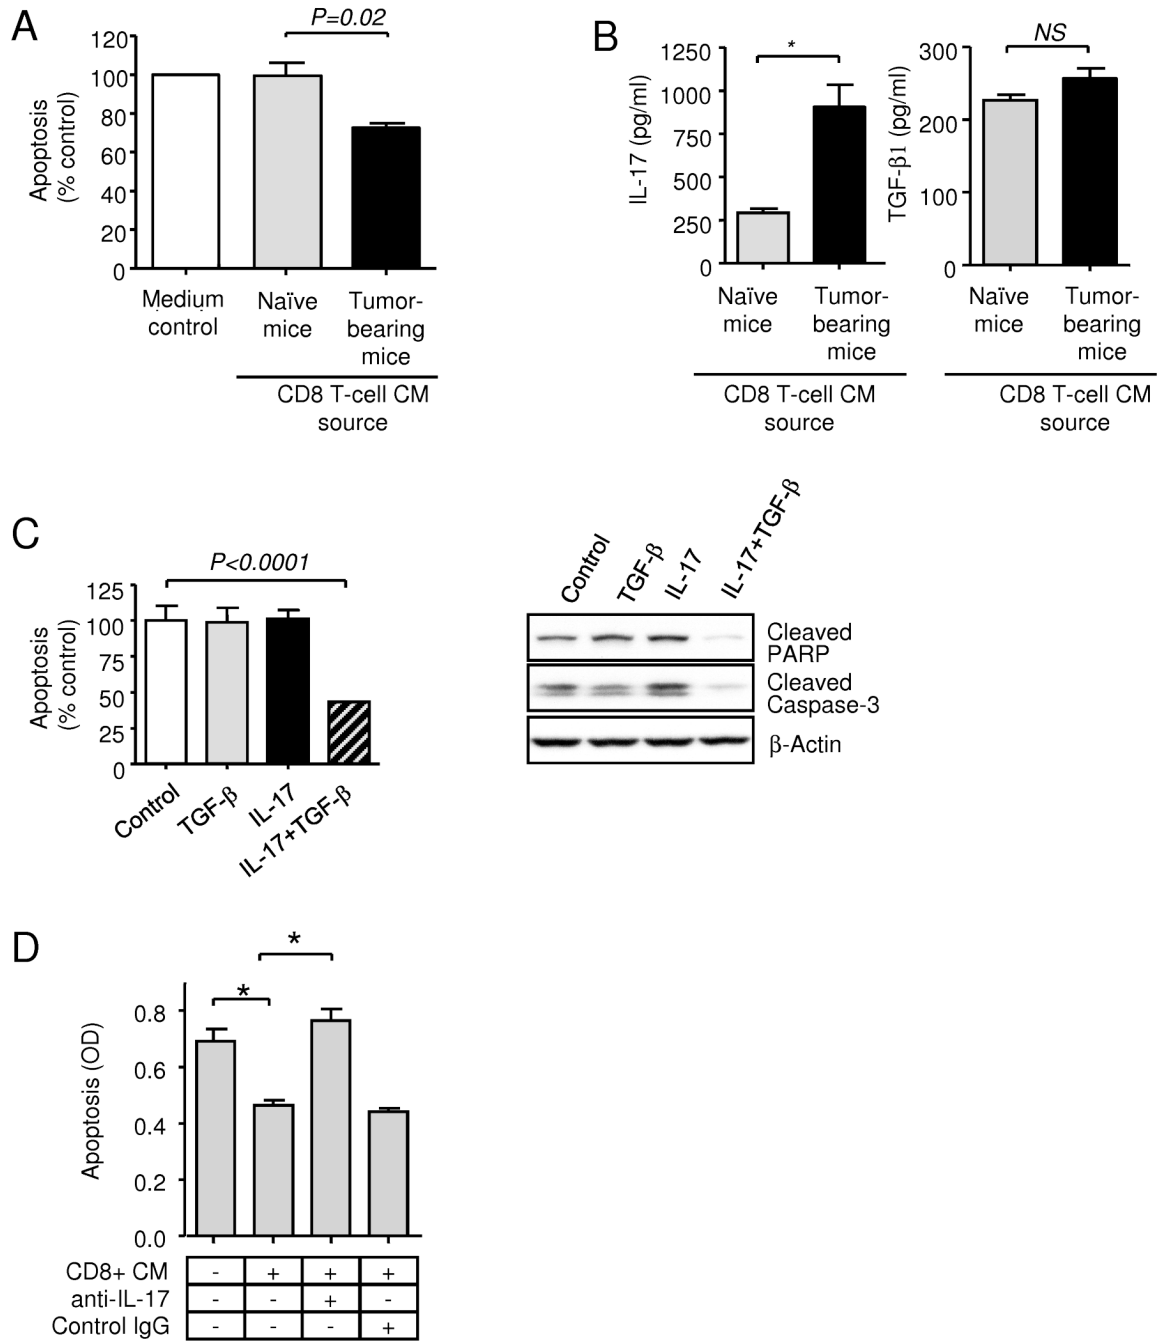 A
P=0.02
Apoptosis
(% control)
120
100
80
60
40
20
0
Medium
control
Naïve
mice
Tumor-
bearing
mice
CD8 T-cell CM
source
B
*
IL-17 (pg/ml)
1250
1000
750
500
250
0
Naïve
mice
Tumor-
bearing
mice
CD8 T-cell CM
source
NS
TGF-β1 (pg/ml)
300
200
100
0
Naïve
mice
Tumor-
bearing
mice
CD8 T-cell CM
source
C
P<0.0001
Apoptosis
(% control)
125
100
75
50
25
0
Control
TGF-β
IL-17
IL-17+TGF-β
Control
TGF-β
IL-17
IL-17+TGF-β
Cleaved
PARP
Cleaved
Caspase-3
β-Actin
D
*
*
Apoptosis (OD)
0.8
0.6
0.4
0.2
0.0
CD8+ CM - + + +
anti-IL-17 - - + -
Control IgG - - - +